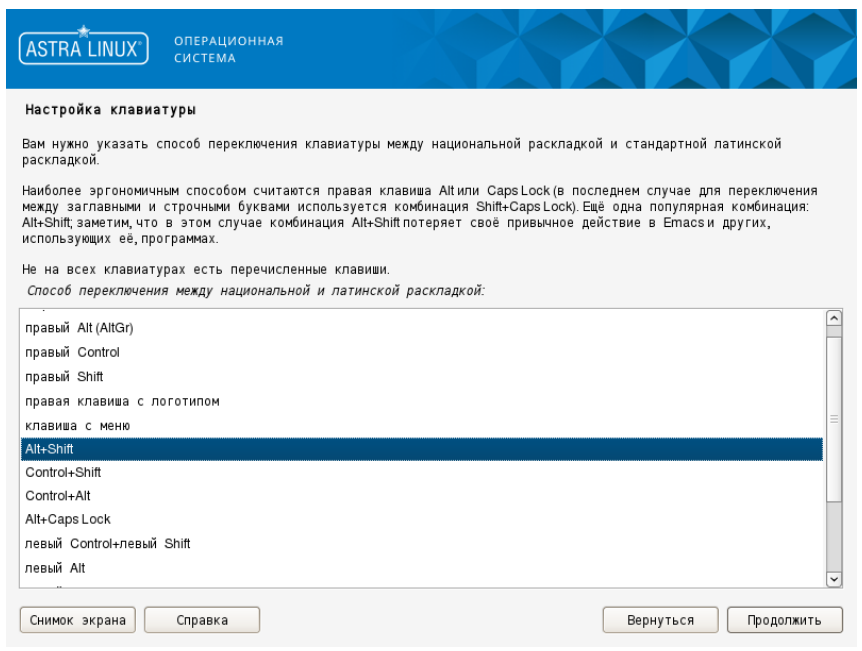 ASTRA LINUX®
ОПЕРАЦИОННАЯ
СИСТЕМА
Настройка клавиатуры
Вам нужно указать способ переключения клавиатуры между национальной раскладкой и стандартной латинской
раскладкой.
Наиболее эргономичным способом считаются правая клавиша Alt или Caps Lock (в последнем случае для переключения
между заглавными и строчными буквами используется комбинация Shift+Caps Lock). Ещё одна популярная комбинация:
Alt+Shift; заметим, что в этом случае комбинация Alt+Shift потеряет своё привычное действие в Emacs и других,
использующих её, программах.
Не на всех клавиатурах есть перечисленные клавиши.
Способ переключения между национальной и латинской раскладкой:
правый Alt (AltGr)
правый Control
правый Shift
правая клавиша с логотипом
клавиша с меню
Alt+Shift
Control+Shift
Control+Alt
Alt+Caps Lock
левый Control+левый Shift
левый Alt
Снимок экрана
Справка
Вернуться
Продолжить